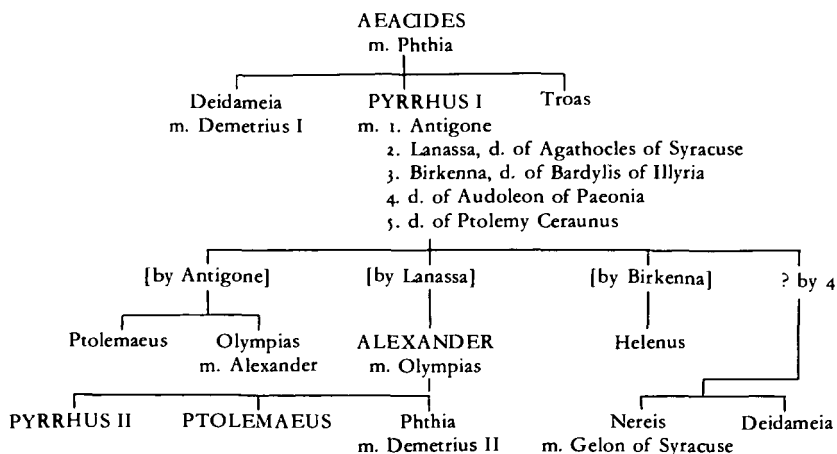 AEACIDES
m. Phthia
Deidameia
m. Demetrius I
PYRRHUS I
m. 1. Antigone
2. Lanassa, d. of Agathocles of Syracuse
3. Birkenna, d. of Bardylis of Illyria
4. d. of Audoleon of Paeonia
5. d. of Ptolemy Ceraunus
Troas
[by Antigone]
[by Lanassa]
[by Birkenna]
? by 4
Ptolemaeus
Olympias
m. Alexander
ALEXANDER
m. Olympias
Helenus
PYRRHUS II
PTOLEMAEUS
Phthia
m. Demetrius II
Nereis
m. Gelon of Syracuse
Deidameia